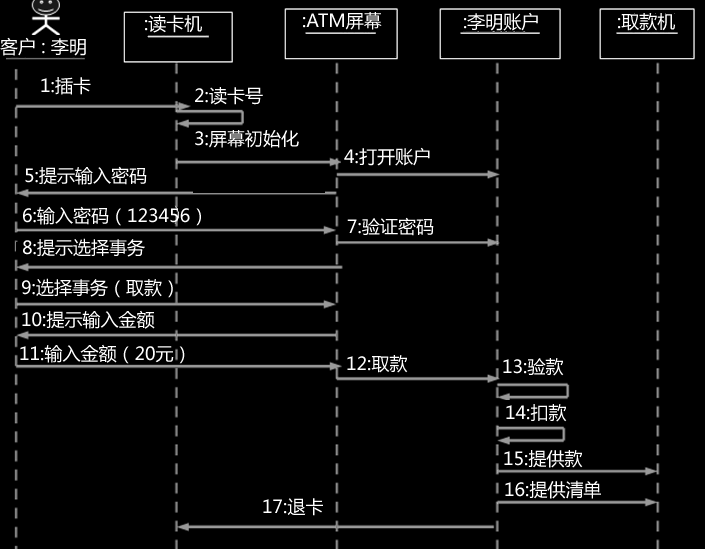 客户:李明
:读卡机
:ATM屏幕
:李明账户
:取款机
1:插卡
2:读卡号
3:屏幕初始化
4:打开账户
5:提示输入密码
6:输入密码(123456)
7:验证密码
8:提示选择事务
9:选择事务(取款)
10:提示输入金额
11:输入金额(20元)
12:取款
13:验款
14:扣款
15:提供款
16:提供清单
17:退卡